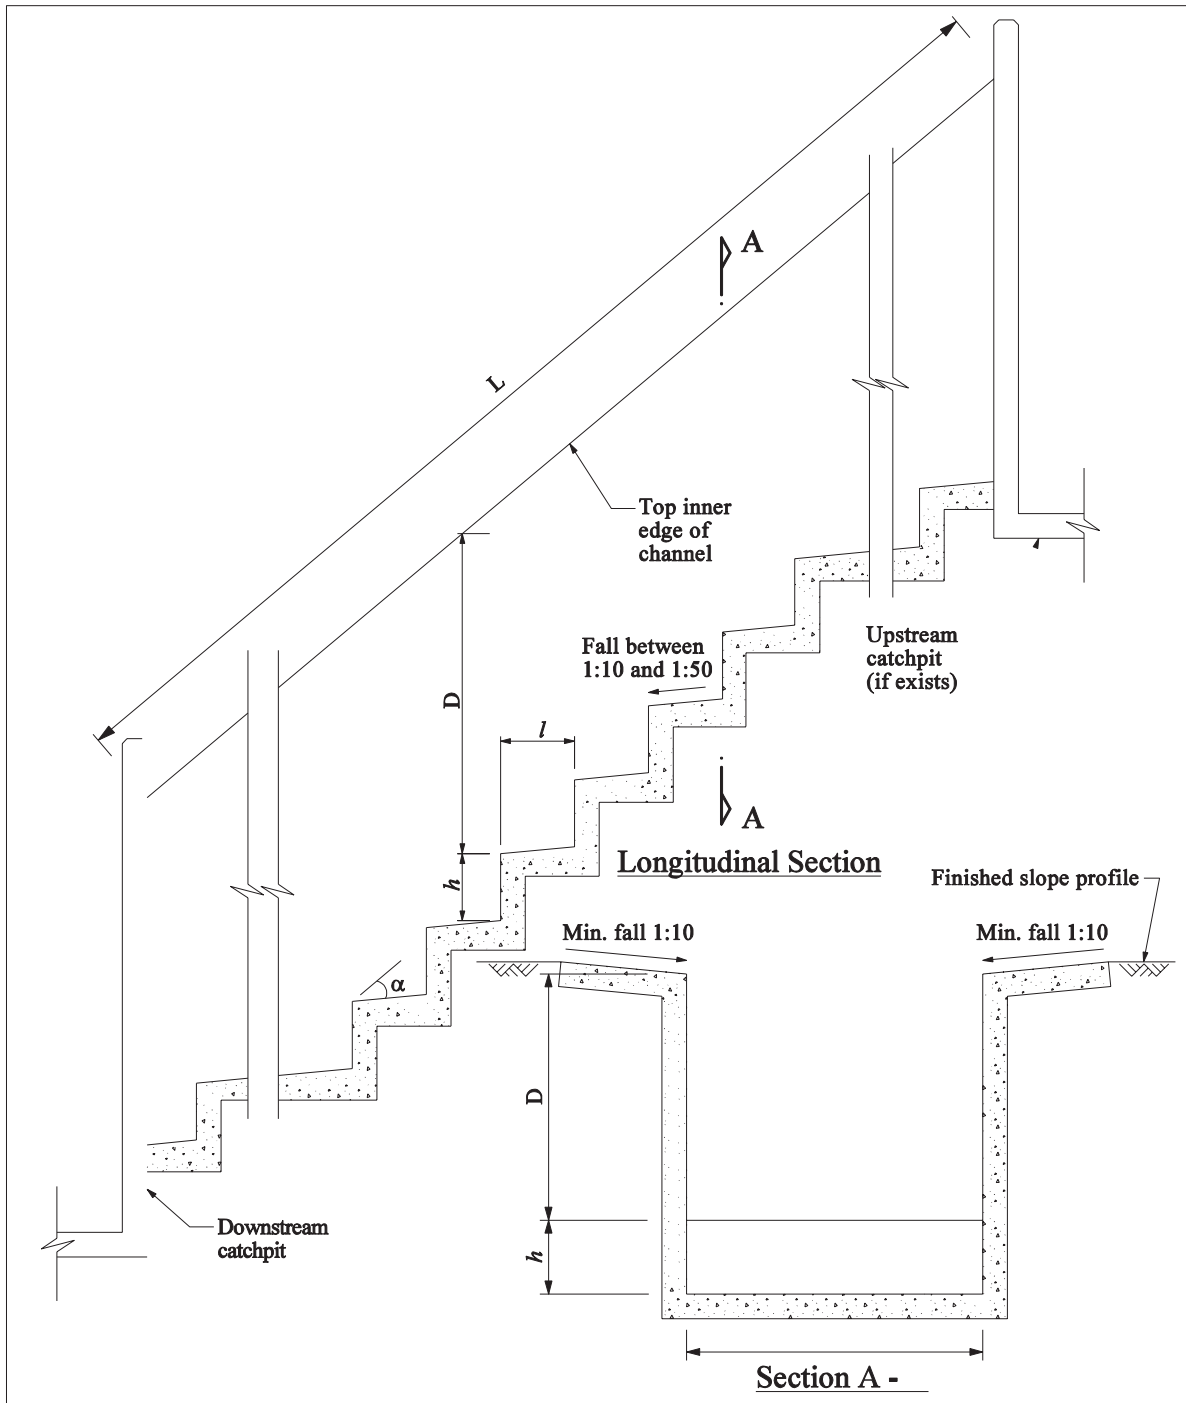 A
L
Top inner
edge of
channel
Fall between
1:10 and 1:50
Upstream
catchpit
(if exists)
D
l
A
Longitudinal Section
h
Finished slope profile
Min. fall 1:10
Min. fall 1:10
α
D
Downstream
catchpit
h
Section A -